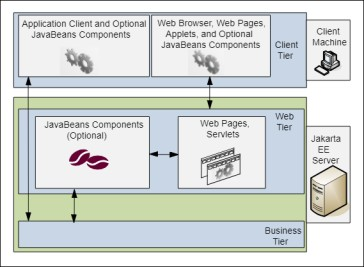 Application Client and Optional
JavaBeans Components
Web Browser, Web Pages,
Applets, and Optional
JavaBeans Components
Client
Tier
Client
Machine
JavaBeans Components
(Optional)
Web Pages,
Servlets
Web
Tier
Jakarta
EE
Server
Business
Tier